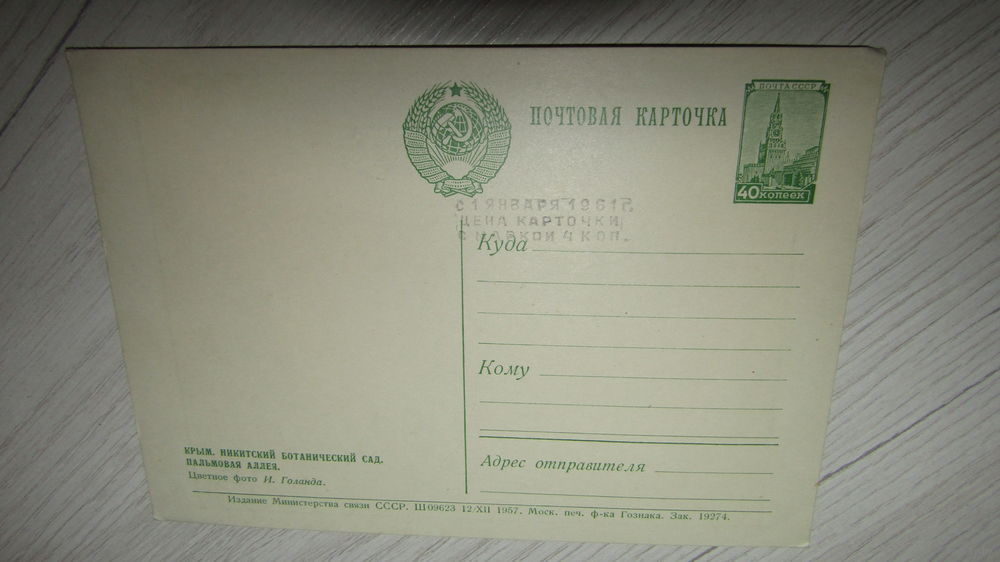 ПОЧТА СССР
ПОЧТОВАЯ КАРТОЧКА
40 копеек
С 1 ЯНВАРЯ 1961 Г.
ЦЕНА КАРТОЧКИ
С МАРКОЙ 4 КОП.
Куда
Кому
Адрес отправителя
КРЫМ. НИКИТСКИЙ БОТАНИЧЕСКИЙ САД.
ПАЛЬМОВАЯ АЛЛЕЯ.
Цветное фото И. Голанда.
Издание Министерства связи СССР. Ш09623 12/XII 1957. Моск. печ. ф-ка Гознака. Зак. 19274.